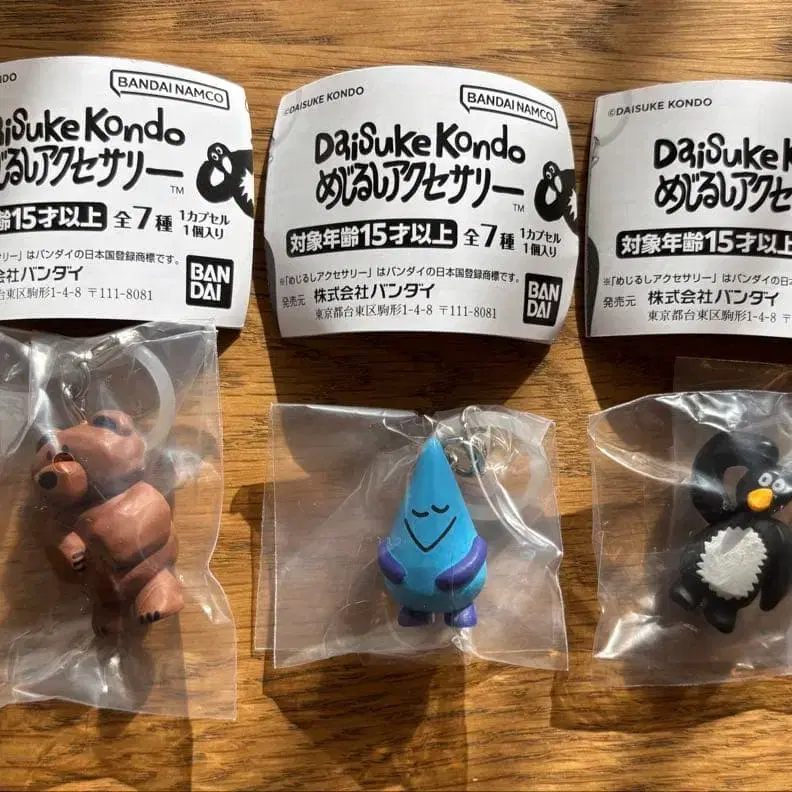 KONDO
BANDAI NAMCO
aisuke Kondo
じるしアクセサリー™
齢15才以上 全7種 1カプセル
1個入り
サリー」はバンダイの日本国登録商標です。
会社バンダイ
台東区駒形1-4-8 〒111-8081
BAN
DAI
©DAISUKE KONDO
BANDAI NAMCO
Daisuke Kondo
めじるしアクセサリー™
対象年齢15才以上 全7種 1カプセル
1個入り
※「めじるしアクセサリー」はバンダイの日本国登録商標です。
発売元 株式会社バンダイ
東京都台東区駒形1-4-8 〒111-8081
BAN
DAI
©DAISUKE KONDO
Daisuke K
めじるしアクセ
対象年齢15才以上
※「めじるしアクセサリー」はバンダイの日本
発売元 株式会社バンダイ
東京都台東区駒形1-4-8